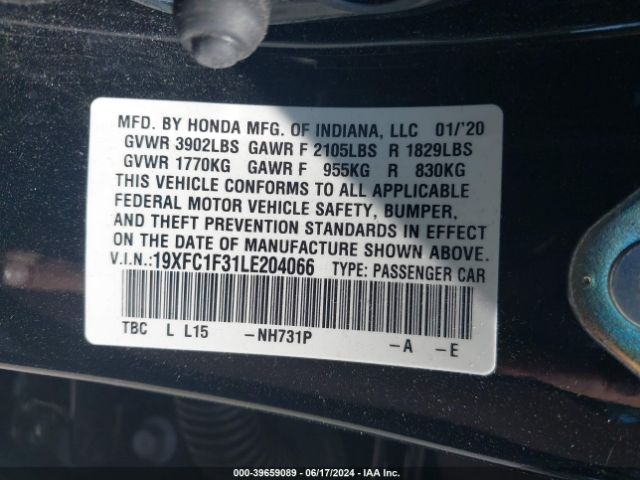 MFD. BY HONDA MFG. OF INDIANA, LLC 01/'20
GVWR 3902LBS GAWR F 2105LBS R 1829LBS
GVWR 1770KG GAWR F 955KG R 830KG
THIS VEHICLE CONFORMS TO ALL APPLICABLE
FEDERAL MOTOR VEHICLE SAFETY, BUMPER,
AND THEFT PREVENTION STANDARDS IN EFFECT
ON THE DATE OF MANUFACTURE SHOWN ABOVE.
V.I.N.:19XFC1F31LE204066 TYPE: PASSENGER CAR
TBC L L15 -NH731P -A -E
000-39659089 - 06/17/2024 - IAAI Inc.